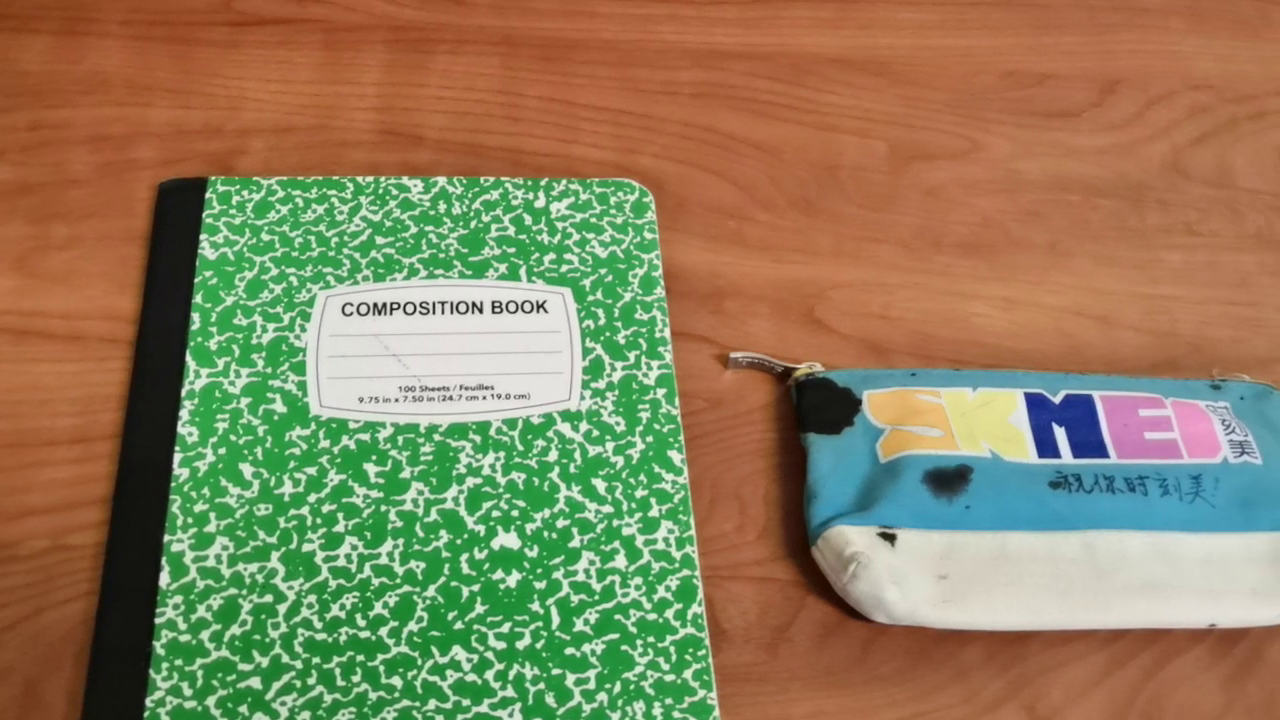 COMPOSITION BOOK
100 Sheets / Feuilles
9.75 in x 7.50 in (24.7 cm x 19.0 cm)
SKMEI
时刻美
祝你时刻美!